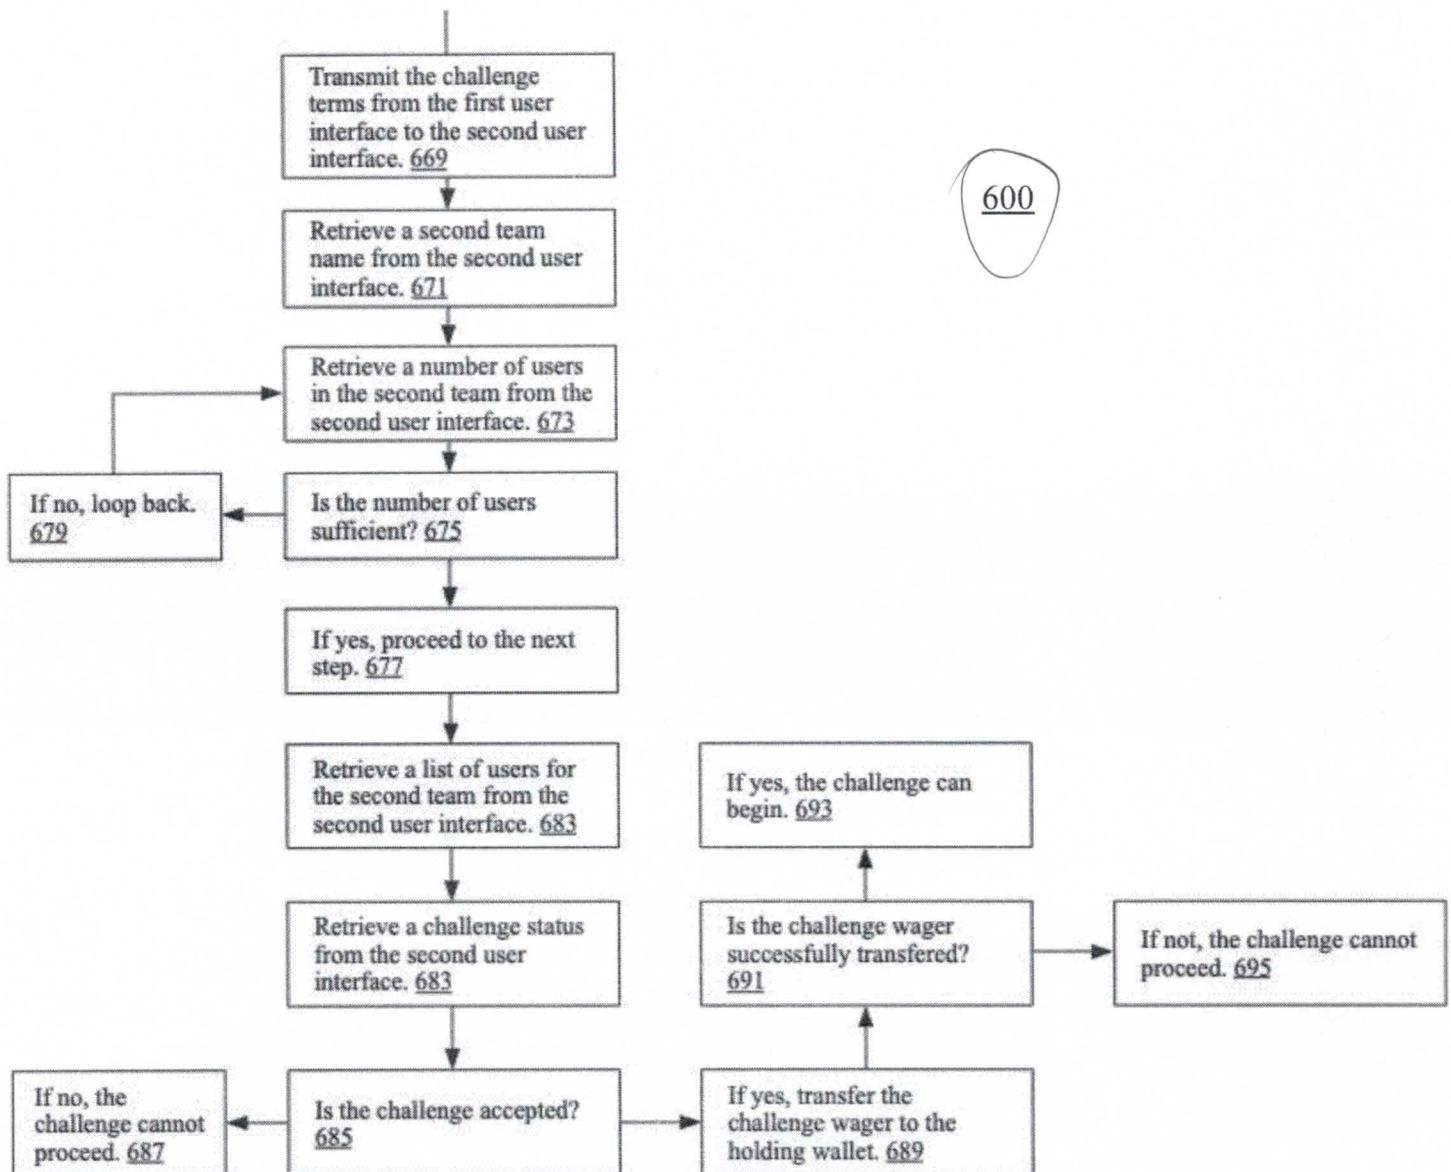 Transmit the challenge
terms from the first user
interface to the second user
interface. 669
600
Retrieve a second team
name from the second user
interface. 671
Retrieve a number of users
in the second team from the
second user interface. 673
If no, loop back.
679
Is the number of users
sufficient? 675
If yes, proceed to the next
step. 677
Retrieve a list of users for
the second team from the
second user interface. 683
If yes, the challenge can
begin. 693
Retrieve a challenge status
from the second user
interface. 683
Is the challenge wager
successfully transfered?
691
If not, the challenge cannot
proceed. 695
If no, the
challenge cannot
proceed. 687
Is the challenge accepted?
685
If yes, transfer the
challenge wager to the
holding wallet. 689